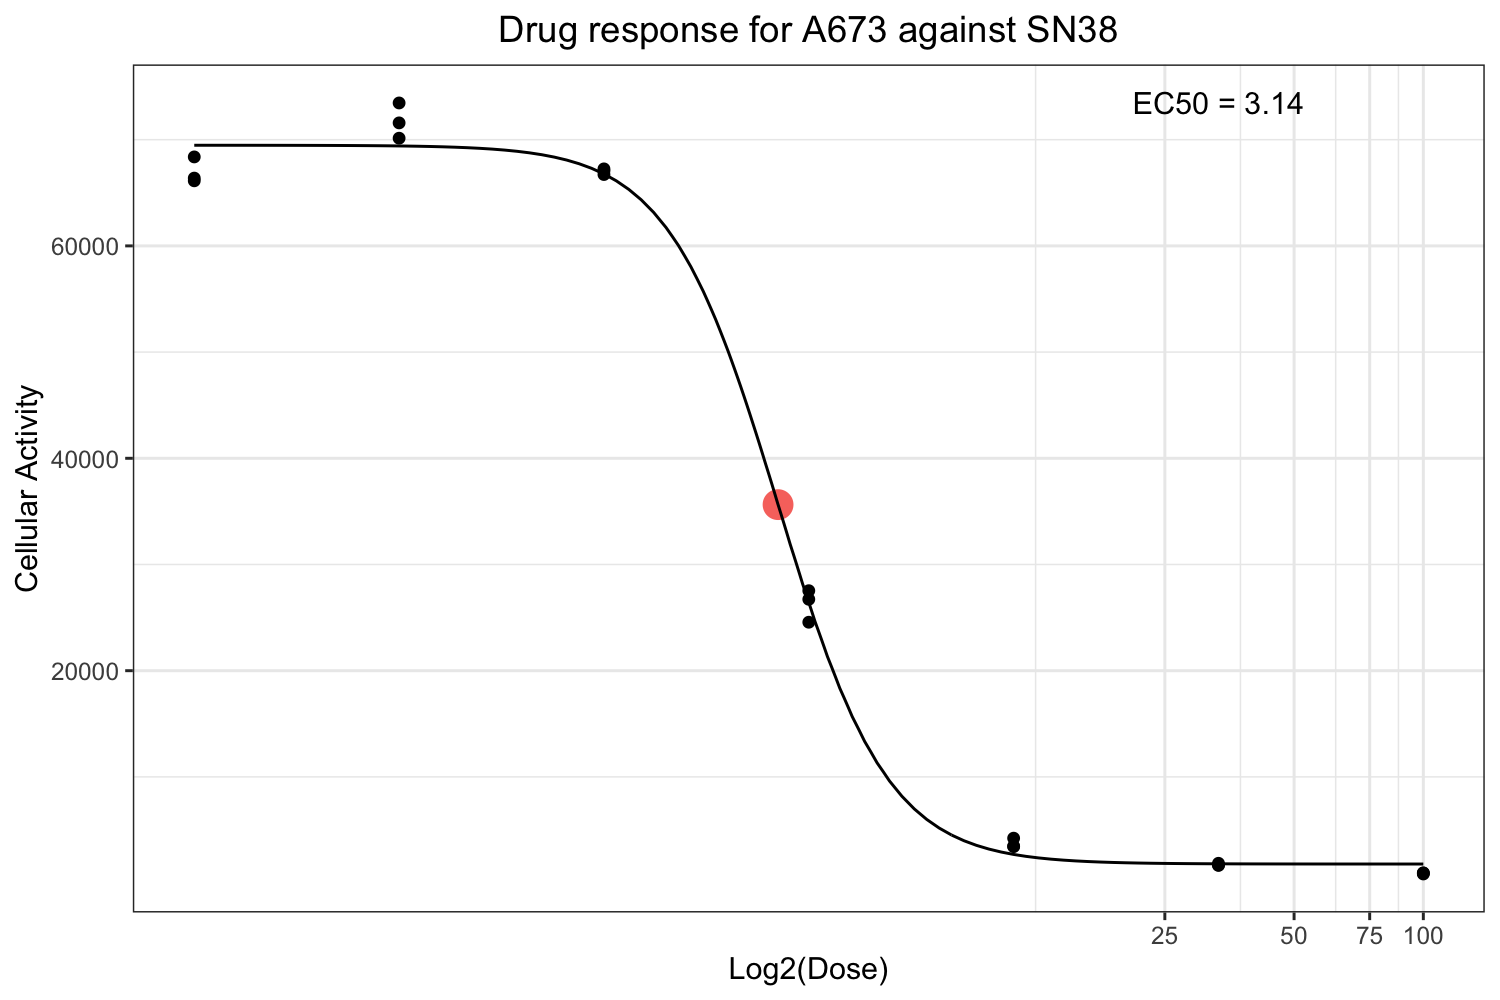 Drug response for A673 against SN38
EC50 = 3.14
Cellular Activity
60000
40000
20000
25 50 75 100
Log2(Dose)